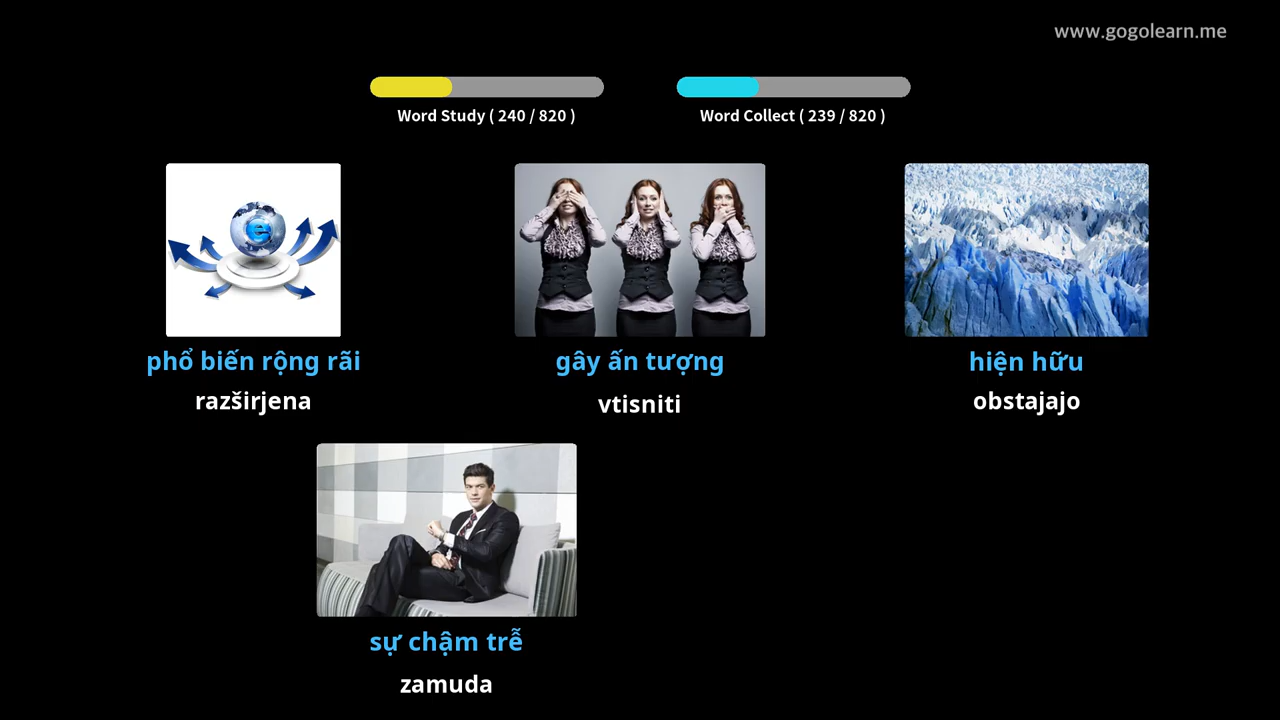 www.gogolearn.me
Word Study ( 240 / 820 )
Word Collect ( 239 / 820 )
phổ biến rộng rãi
razširjena
gây ấn tượng
vtisniti
hiện hữu
obstajajo
sự chậm trễ
zamuda